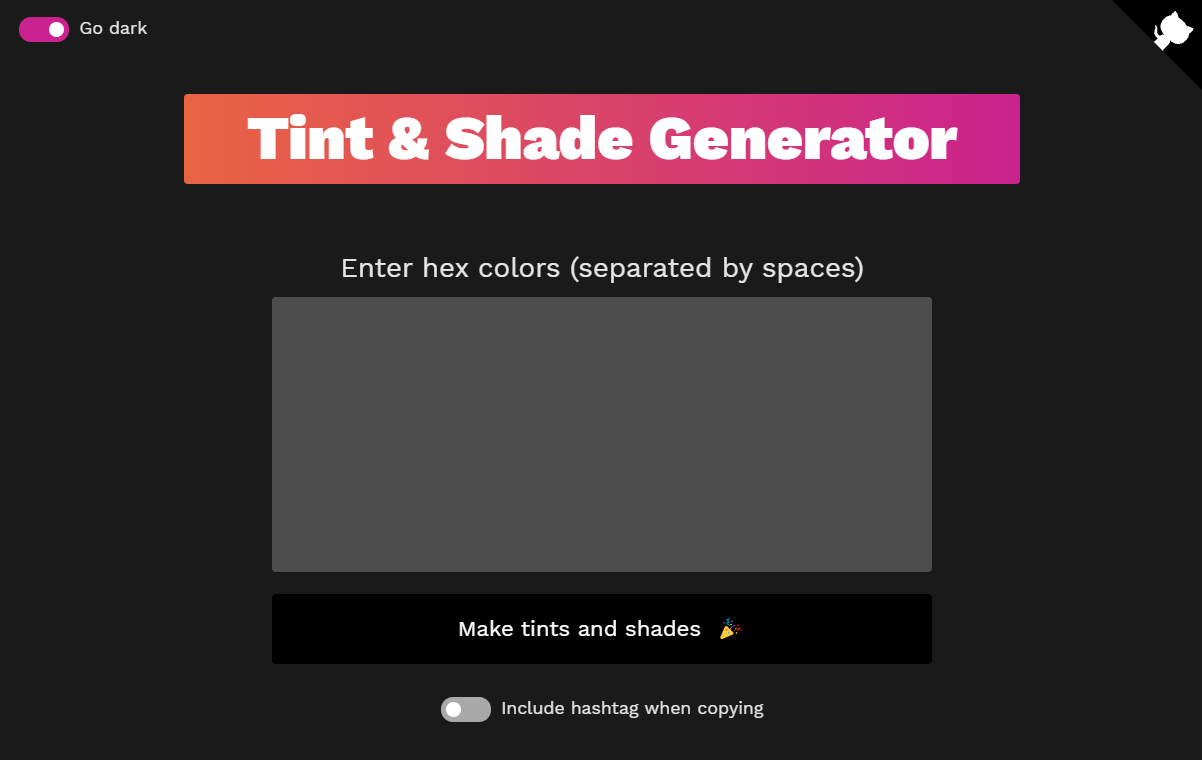 Go dark
Tint & Shade Generator
Enter hex colors (separated by spaces)
Make tints and shades 🎉
Include hashtag when copying